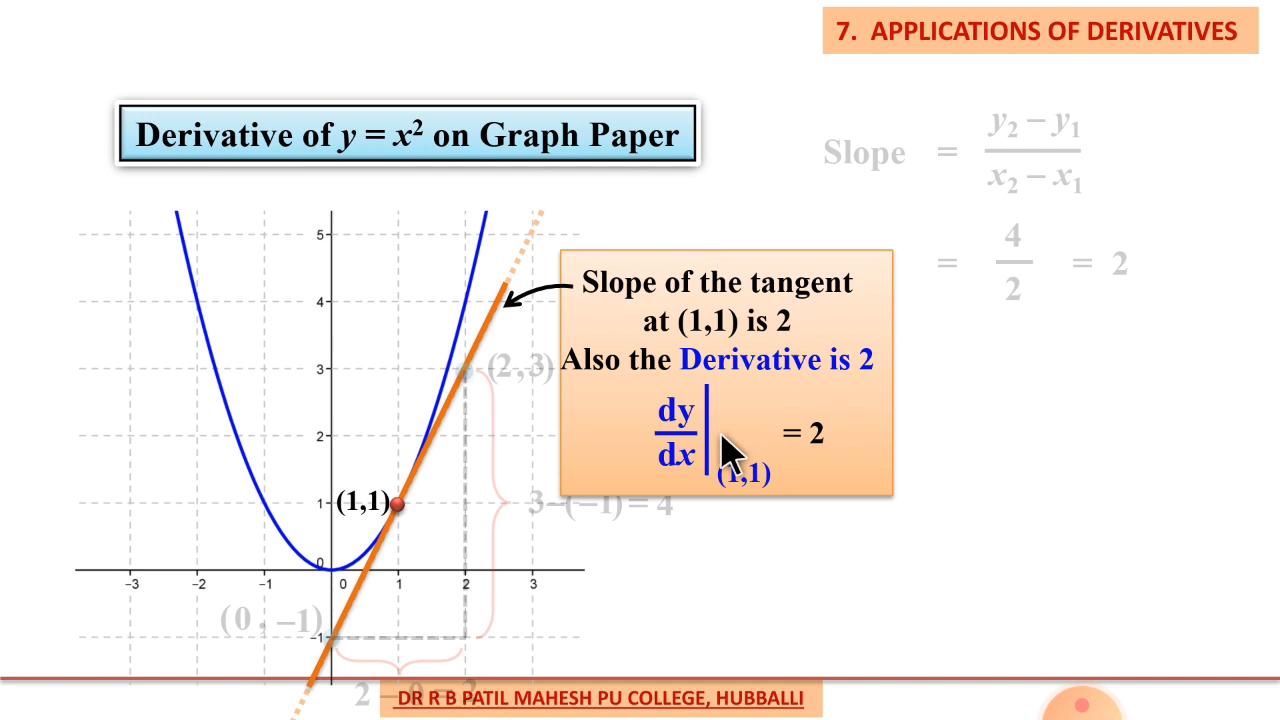 7. APPLICATIONS OF DERIVATIVES
Derivative of y = x² on Graph Paper
Slope = y₂ − y₁ / x₂ − x₁
= 4 / 2 = 2
Slope of the tangent
at (1,1) is 2
Also the Derivative is 2
dy / dx | (1,1) = 2
5
4
3
2
1
0
−1
(2,3)
(1,1)
3−(−1) = 4
−3 −2 −1 0 1 2 3
(0 , −1)
2 − 0 = 2
DR R B PATIL MAHESH PU COLLEGE, HUBBALLI